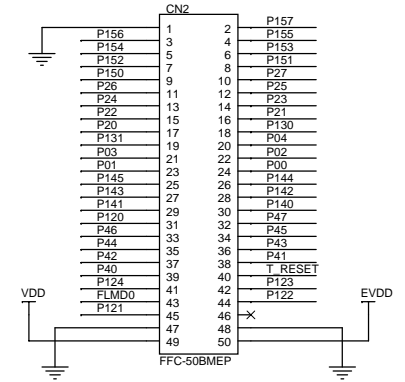 CN2
1 2 P157
P156 3 4 P155
P154 5 6 P153
P152 7 8 P151
P150 9 10 P27
P26 11 12 P25
P24 13 14 P23
P22 15 16 P21
P20 17 18 P130
P131 19 20 P04
P03 21 22 P02
P01 23 24 P00
P145 25 26 P144
P143 27 28 P142
P141 29 30 P140
P120 31 32 P47
P46 33 34 P45
P44 35 36 P43
P42 37 38 P41
P40 39 40 T_RESET
P124 41 42 P123
VDD FLMD0 43 44 P122 EVDD
P121 45 46
47 48
49 50
FFC-50BMEP